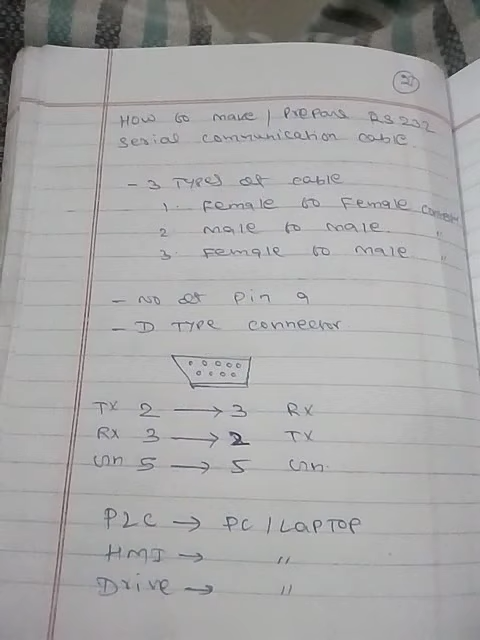 20
How to make / Prepare RS232
serial communication cable.
- 3 Types of cable
1. Female to Female connector
2 male to male. "
3. Female to male. "
- No of Pin 9
- D Type connector
TX 2 → 3 RX
RX 3 → 2 TX
Gn 5 → 5 Gn.
PLC → PC / LAPTOP
HMI → "
Drive → "